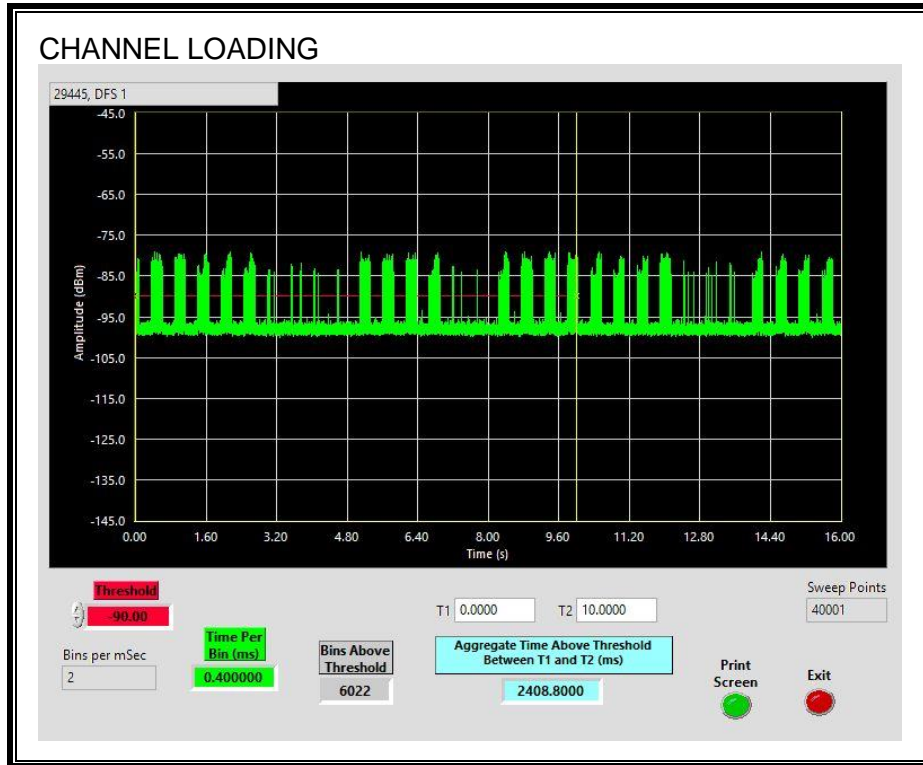 CHANNEL LOADING
29445, DFS 1
-45.0
-55.0
-65.0
-75.0
-85.0
-95.0
-105.0
-115.0
-125.0
-135.0
-145.0
Amplitude (dBm)
0.00 1.60 3.20 4.80 6.40 8.00 9.60 11.20 12.80 14.40 16.00
Time (s)
Threshold
-90.00
Bins per mSec
2
Time Per
Bin (ms)
0.400000
Bins Above
Threshold
6022
T1 0.0000 T2 10.0000
Aggregate Time Above Threshold
Between T1 and T2 (ms)
2408.8000
Sweep Points
40001
Print
Screen
Exit